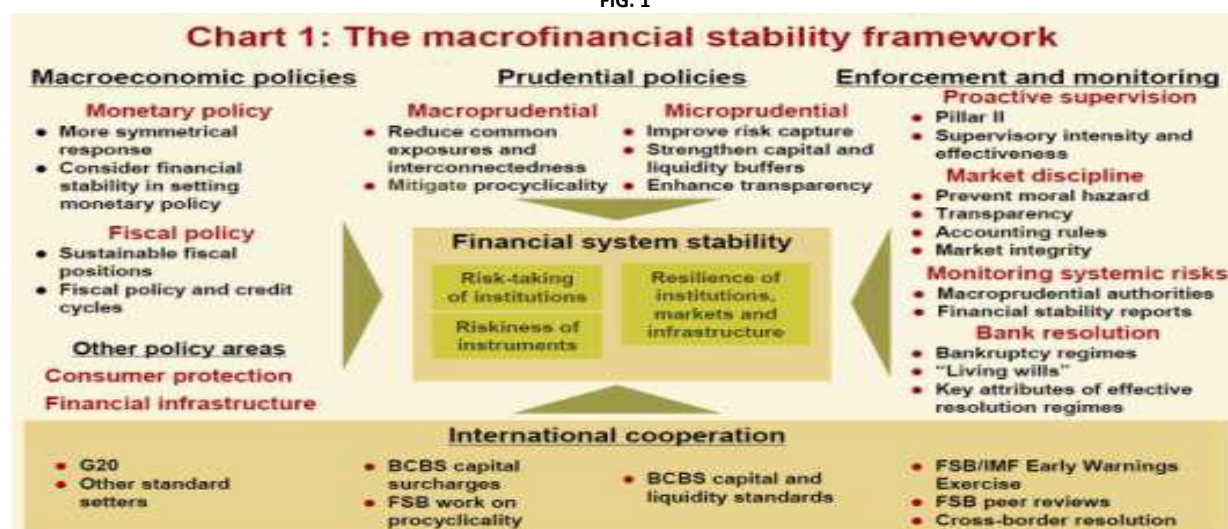 FIG. 1
Chart 1: The macrofinancial stability framework
Macroeconomic policies
Monetary policy
● More symmetrical
response
● Consider financial
stability in setting
monetary policy
Fiscal policy
● Sustainable fiscal
positions
● Fiscal policy and credit
cycles
Other policy areas
Consumer protection
Financial infrastructure
Prudential policies
Macroprudential
● Reduce common
exposures and
interconnectedness
● Mitigate procyclicality
Microprudential
● Improve risk capture
● Strengthen capital and
liquidity buffers
● Enhance transparency
Financial system stability
Risk-taking
of institutions
Riskiness of
instruments
Resilience of
institutions,
markets and
infrastructure
Enforcement and monitoring
Proactive supervision
● Pillar II
● Supervisory intensity and
effectiveness
Market discipline
● Prevent moral hazard
● Transparency
● Accounting rules
● Market integrity
Monitoring systemic risks
● Macroprudential authorities
● Financial stability reports
Bank resolution
● Bankruptcy regimes
● "Living wills"
● Key attributes of effective
resolution regimes
International cooperation
● G20
● Other standard
setters
● BCBS capital
surcharges
● FSB work on
procyclicality
● BCBS capital and
liquidity standards
● FSB/IMF Early Warnings
Exercise
● FSB peer reviews
● Cross-border resolution